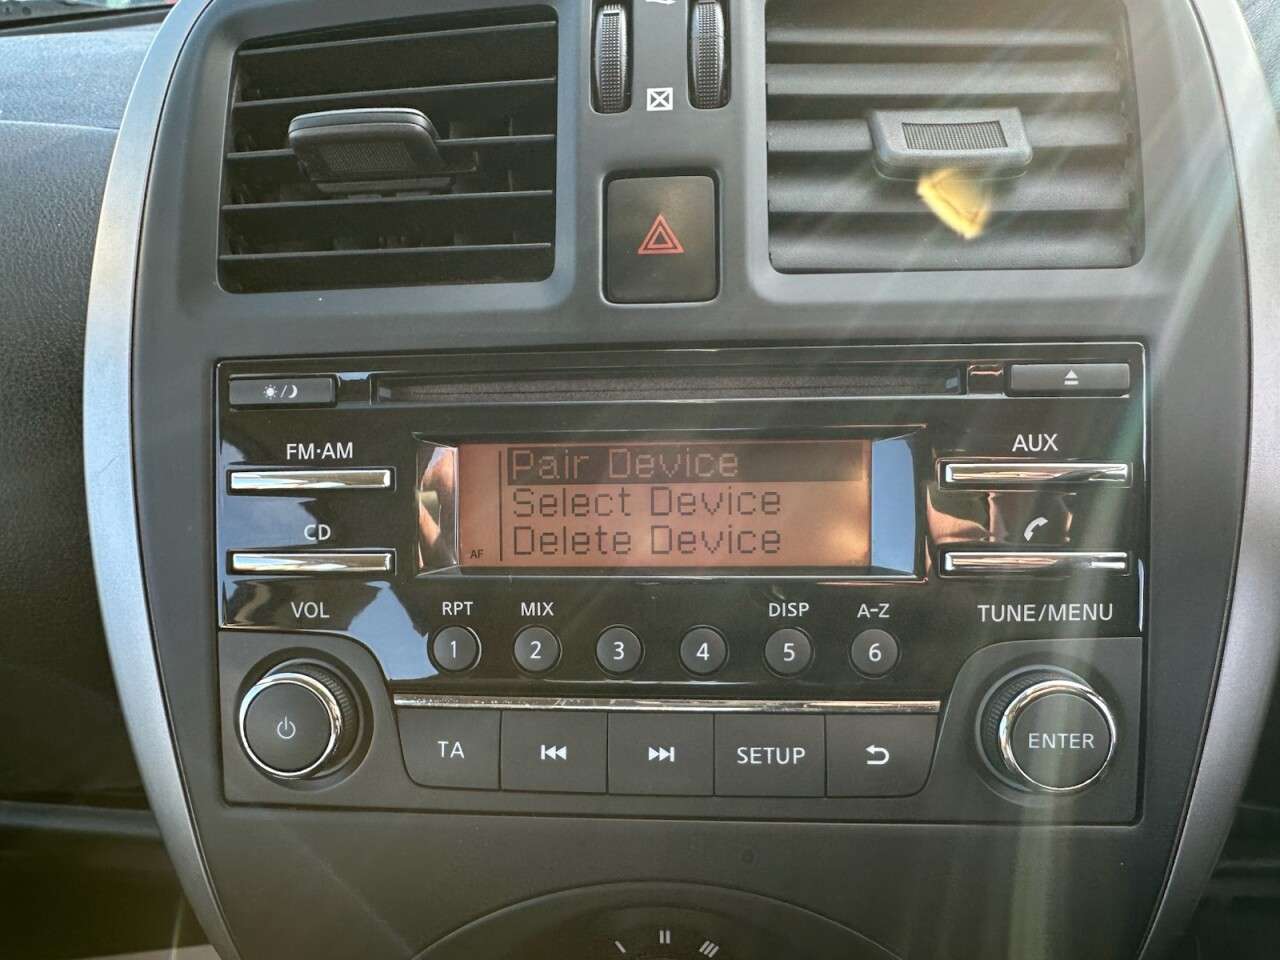 FM·AM
CD
VOL
Pair Device
Select Device
Delete Device
AF
AUX
TUNE/MENU
RPT MIX DISP A-Z
1 2 3 4 5 6
TA SETUP
ENTER